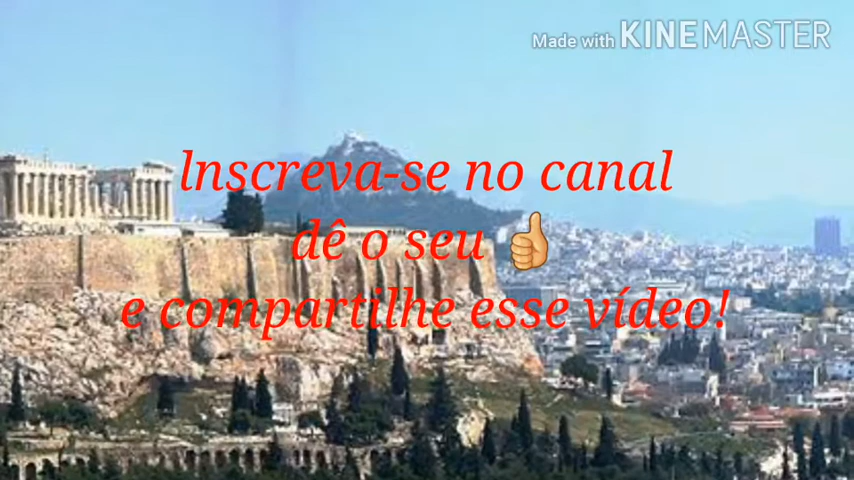 Made with KINEMASTER
Inscreva-se no canal
dê o seu 👍
e compartilhe esse vídeo!